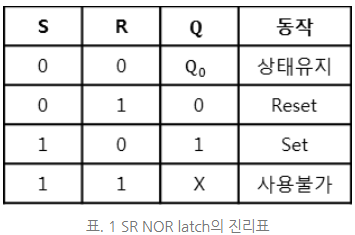 S R Q 동작
0 0 Q₀ 상태유지
0 1 0 Reset
1 0 1 Set
1 1 X 사용불가
표. 1 SR NOR latch의 진리표